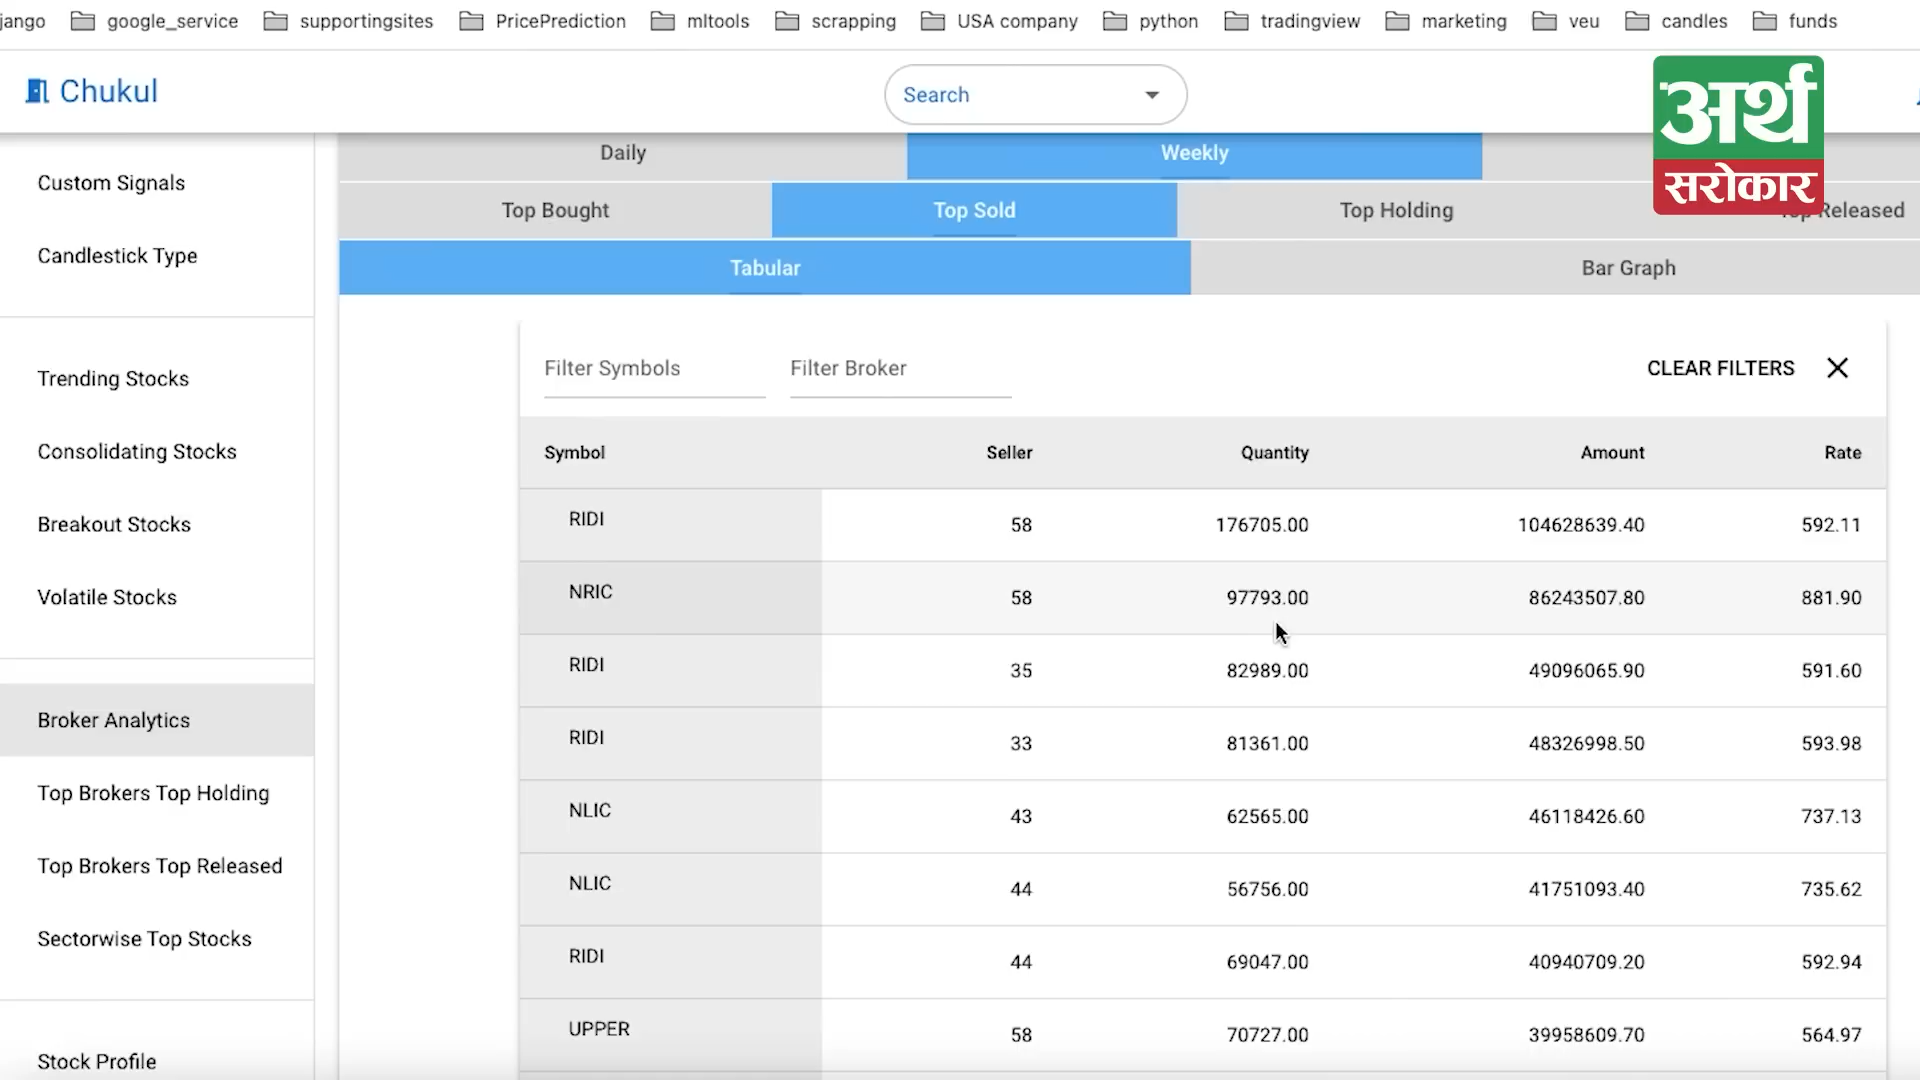 jango google_service supportingsites PricePrediction mltools scrapping USA company python tradingview marketing veu candles funds
Chukul
Search
अर्थ
सरोकार
Daily Weekly
Top Bought Top Sold Top Holding Top Released
Tabular Bar Graph
Custom Signals
Candlestick Type
Trending Stocks
Consolidating Stocks
Breakout Stocks
Volatile Stocks
Broker Analytics
Top Brokers Top Holding
Top Brokers Top Released
Sectorwise Top Stocks
Stock Profile
Filter Symbols Filter Broker CLEAR FILTERS
Symbol Seller Quantity Amount Rate
RIDI 58 176705.00 104628639.40 592.11
NRIC 58 97793.00 86243507.80 881.90
RIDI 35 82989.00 49096065.90 591.60
RIDI 33 81361.00 48326998.50 593.98
NLIC 43 62565.00 46118426.60 737.13
NLIC 44 56756.00 41751093.40 735.62
RIDI 44 69047.00 40940709.20 592.94
UPPER 58 70727.00 39958609.70 564.97